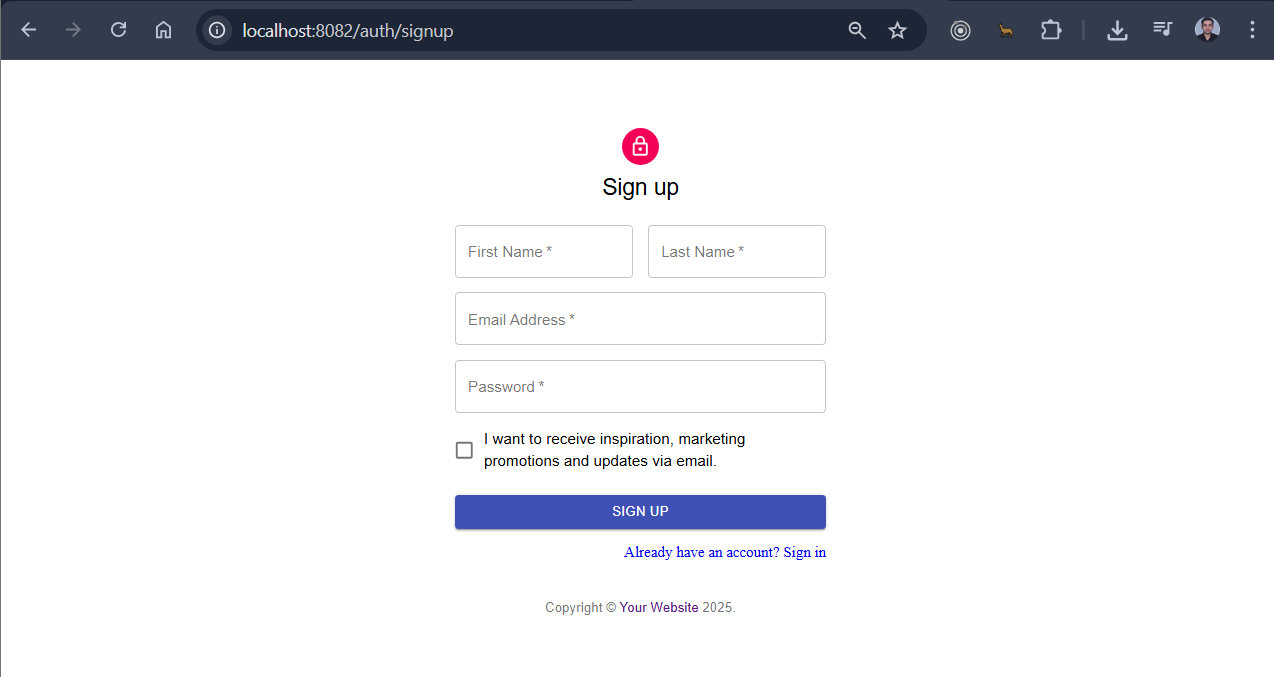 localhost:8082/auth/signup
Sign up
First Name *
Last Name *
Email Address *
Password *
I want to receive inspiration, marketing
promotions and updates via email.
SIGN UP
Already have an account? Sign in
Copyright © Your Website 2025.